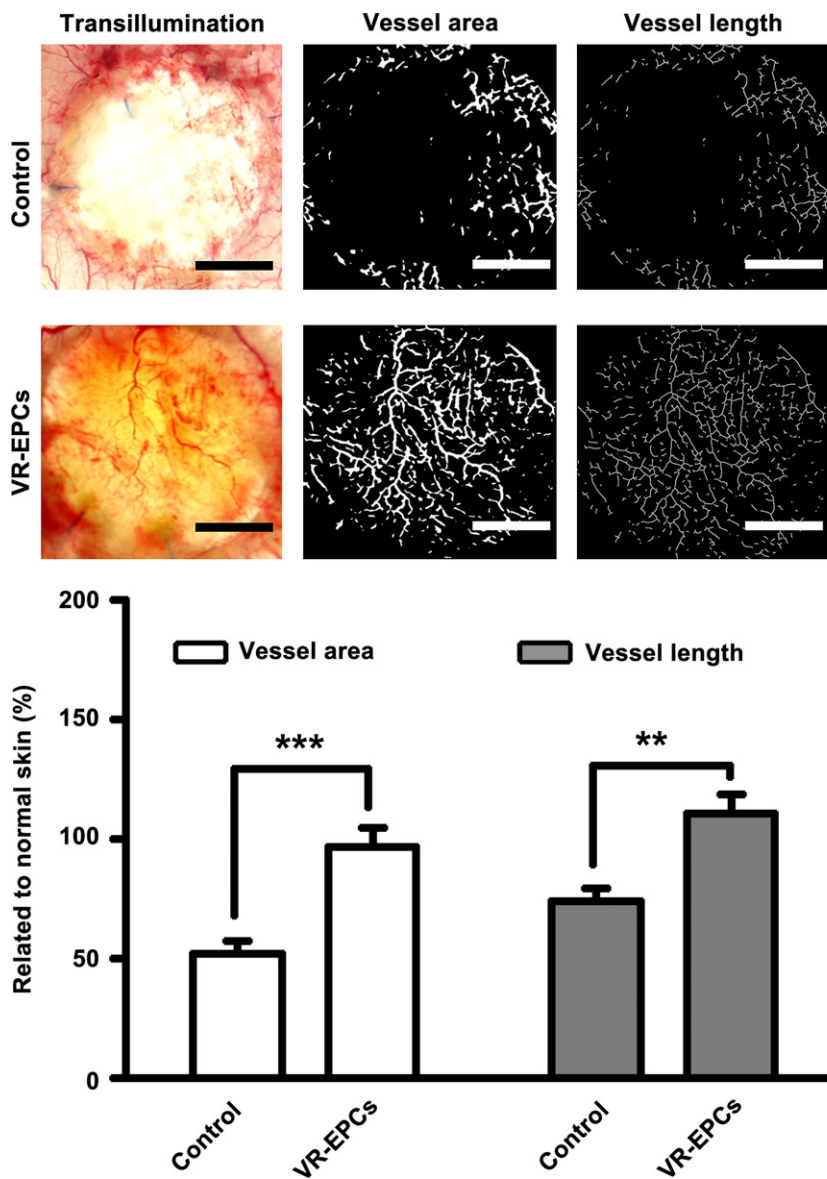 Transillumination Vessel area Vessel length
Control
VR-EPCs
200
150
100
50
0
Related to normal skin (%)
Vessel area
Vessel length
***
**
Control
VR-EPCs
Control
VR-EPCs